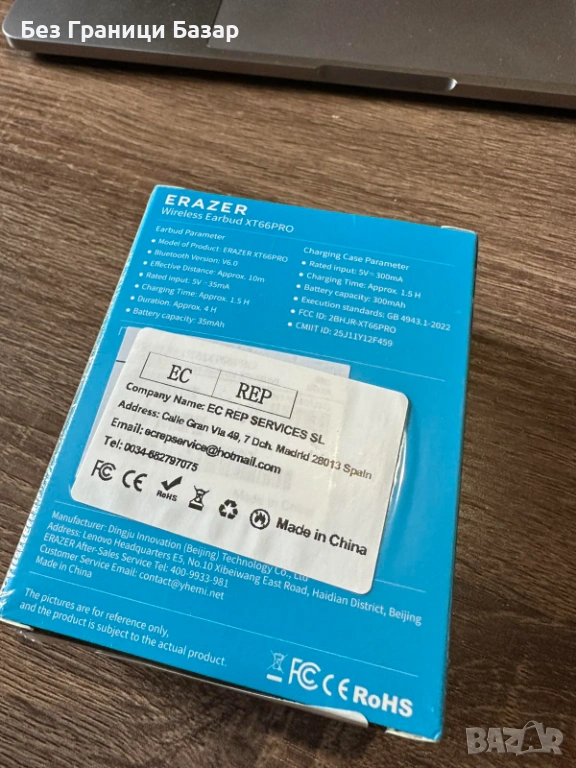 Без Граници Базар
ERAZER
Wireless Earbud XT66PRO
Earbud Parameter
• Model of Product: ERAZER XT66PRO
• Bluetooth Version: V6.0
• Effective Distance: Approx. 10m
• Rated input: 5V⎓35mA
• Charging Time: Approx. 1.5 H
• Duration: Approx. 4 H
• Battery capacity: 35mAh
Charging Case Parameter
• Rated input: 5V⎓300mA
• Charging Time: Approx. 1.5 H
• Battery capacity: 300mAh
• Execution standards: GB 4943.1-2022
• FCC ID: 2BHJR-XT66PRO
• CMIIT ID: 25J11Y12F459
EC REP
Company Name: EC REP SERVICES SL
Address: Calle Gran Via 49, 7 Dch. Madrid 28013 Spain
Email: ecrepservice@hotmail.com
Tel: 0034-682797075
FC CE RoHS Made in China
Manufacturer: Dingju Innovation (Beijing) Technology Co., Ltd
Address: Lenovo Headquarters E5, No.10 Xibeiwang East Road, Haidian District, Beijing
ERAZER After-Sales Service Tel: 400-9933-981
Customer Service Email: contact@yhemi.net
Made in China
The pictures are for reference only,
and the product is subject to the actual product.
FC CE RoHS
BAZAR